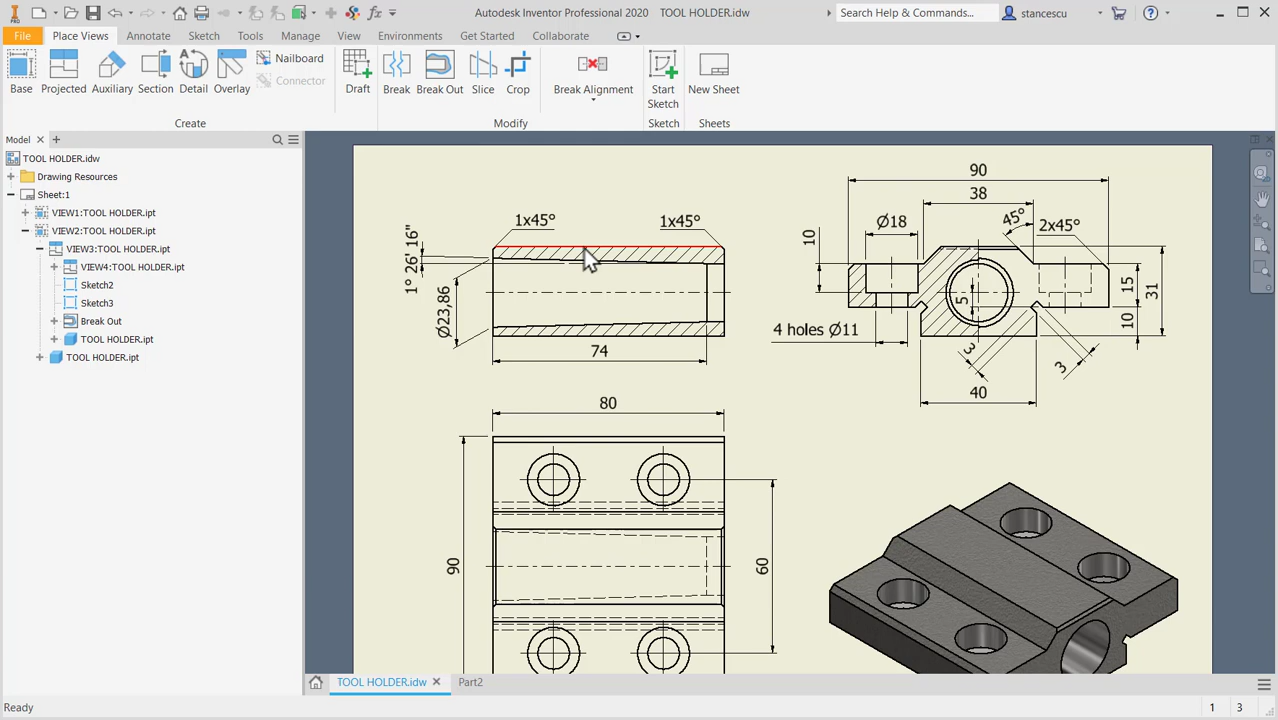 PRO
Autodesk Inventor Professional 2020 TOOL HOLDER.idw
Search Help & Commands...
stancescu
File
Place Views
Annotate
Sketch
Tools
Manage
View
Environments
Get Started
Collaborate
Base
Projected
Auxiliary
Section
Detail
Overlay
Nailboard
Connector
Draft
Break
Break Out
Slice
Crop
Break Alignment
Start
Sketch
New Sheet
Create
Modify
Sketch
Sheets
Model
TOOL HOLDER.idw
Drawing Resources
Sheet:1
VIEW1:TOOL HOLDER.ipt
VIEW2:TOOL HOLDER.ipt
VIEW3:TOOL HOLDER.ipt
VIEW4:TOOL HOLDER.ipt
Sketch2
Sketch3
Break Out
TOOL HOLDER.ipt
TOOL HOLDER.ipt
1x45°
1x45°
1° 26' 16"
Ø23,86
74
90
38
Ø18
45°
2x45°
10
5
15
31
10
4 holes Ø11
3
3
40
80
90
60
TOOL HOLDER.idw
Part2
Ready
1
3